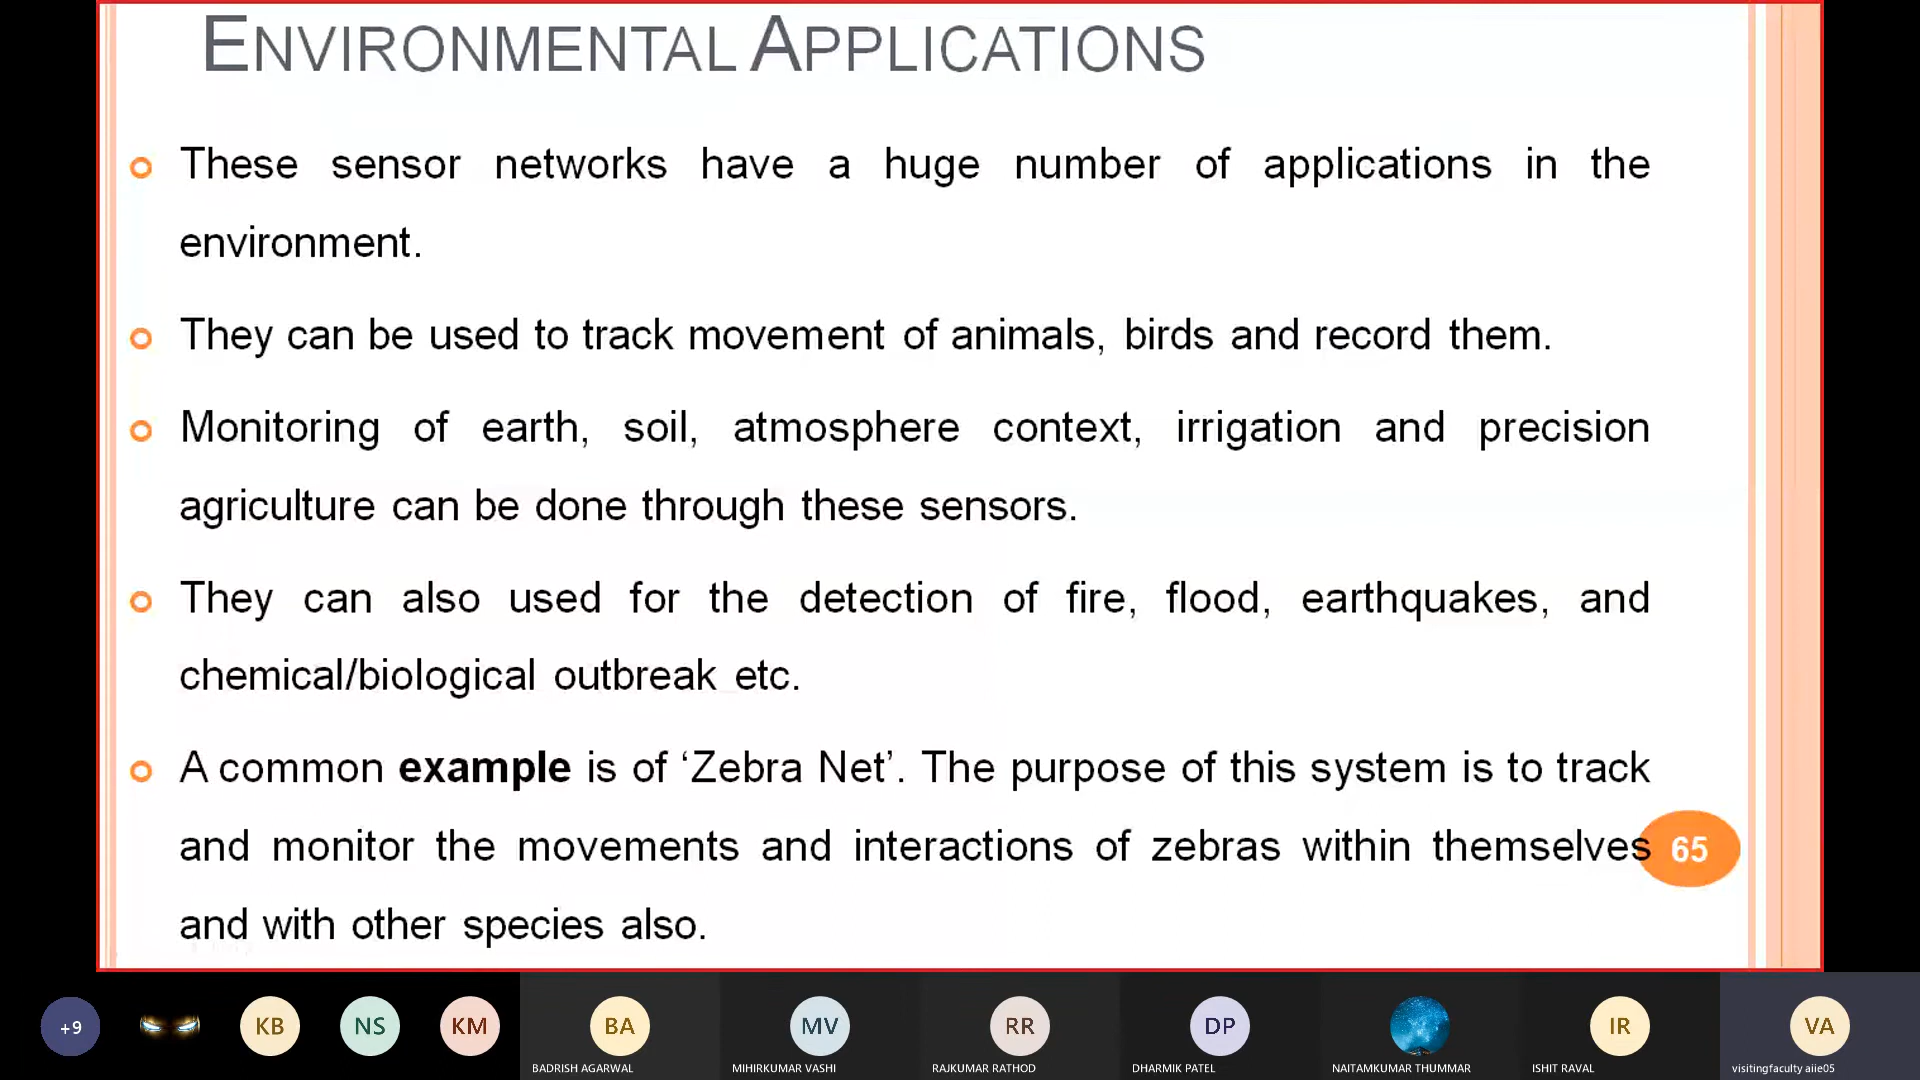 ENVIRONMENTAL APPLICATIONS
These sensor networks have a huge number of applications in the
environment.
They can be used to track movement of animals, birds and record them.
Monitoring of earth, soil, atmosphere context, irrigation and precision
agriculture can be done through these sensors.
They can also used for the detection of fire, flood, earthquakes, and
chemical/biological outbreak etc.
A common example is of ‘Zebra Net’. The purpose of this system is to track
and monitor the movements and interactions of zebras within themselves
65
and with other species also.
+9
KB
NS
KM
BA
MV
RR
DP
IR
VA
BADRISH AGARWAL
MIHIRKUMAR VASHI
RAJKUMAR RATHOD
DHARMIK PATEL
NAITAMKUMAR THUMMAR
ISHIT RAVAL
visitingfaculty aiie05